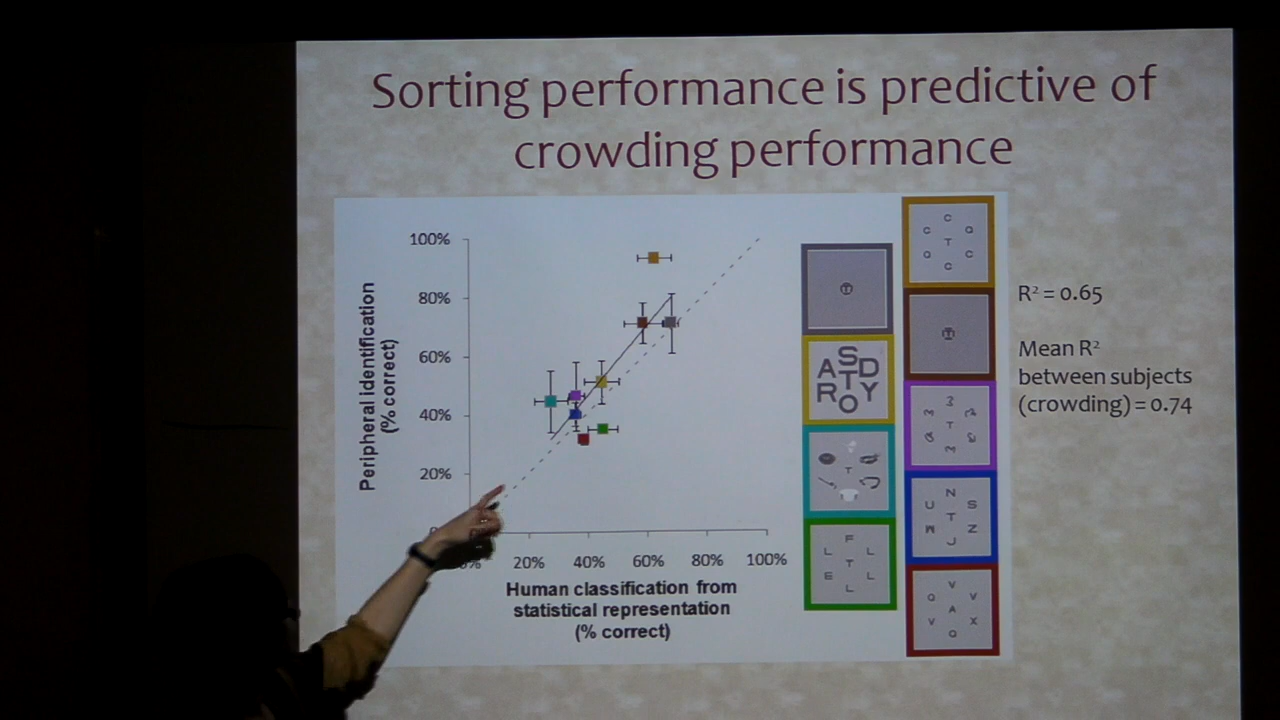 Sorting performance is predictive of
crowding performance
100%
80%
60%
40%
20%
Peripheral identification
(% correct)
20% 40% 60% 80% 100%
Human classification from
statistical representation
(% correct)
T
S
A D
T
R Y
O
T
F
L L
T
E L
L
C
C Q
T
Q C
C
T
3
T
N
U S
T
Z
J
V
Q V
A
V X
Q
R² = 0.65
Mean R²
between subjects
(crowding) = 0.74